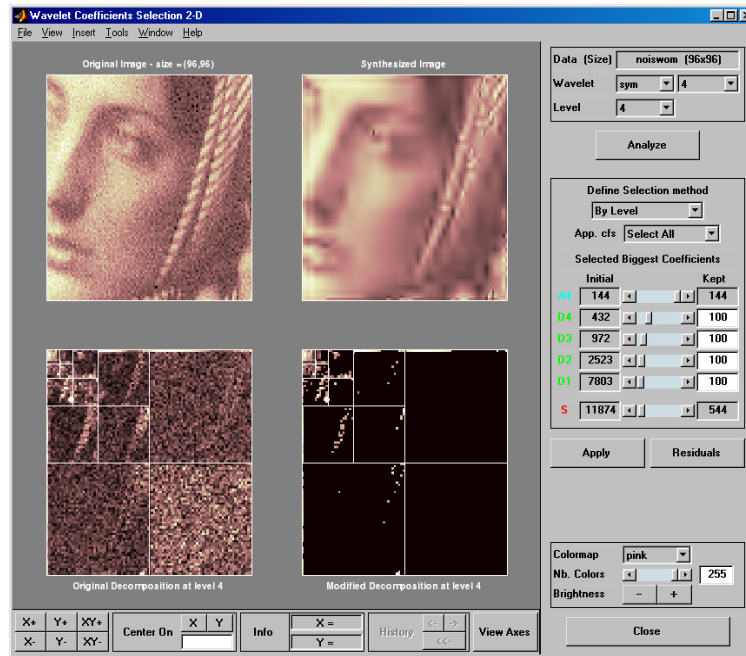 Wavelet Coefficients Selection 2-D
File View Insert Tools Window Help
Original Image - size = (96,96)
Synthesized Image
Original Decomposition at level 4
Modified Decomposition at level 4
Data (Size) noiswom (96x96)
Wavelet sym 4
Level 4
Analyze
Define Selection method
By Level
App. cfs Select All
Selected Biggest Coefficients
Initial Kept
A4 144 144
D4 432 100
D3 972 100
D2 2523 100
D1 7803 100
S 11874 544
Apply Residuals
Colormap pink
Nb. Colors 255
Brightness - +
Close
X+ Y+ XY+
X- Y- XY-
Center On X Y
Info X =
Y =
History <- ->
<<-
View Axes